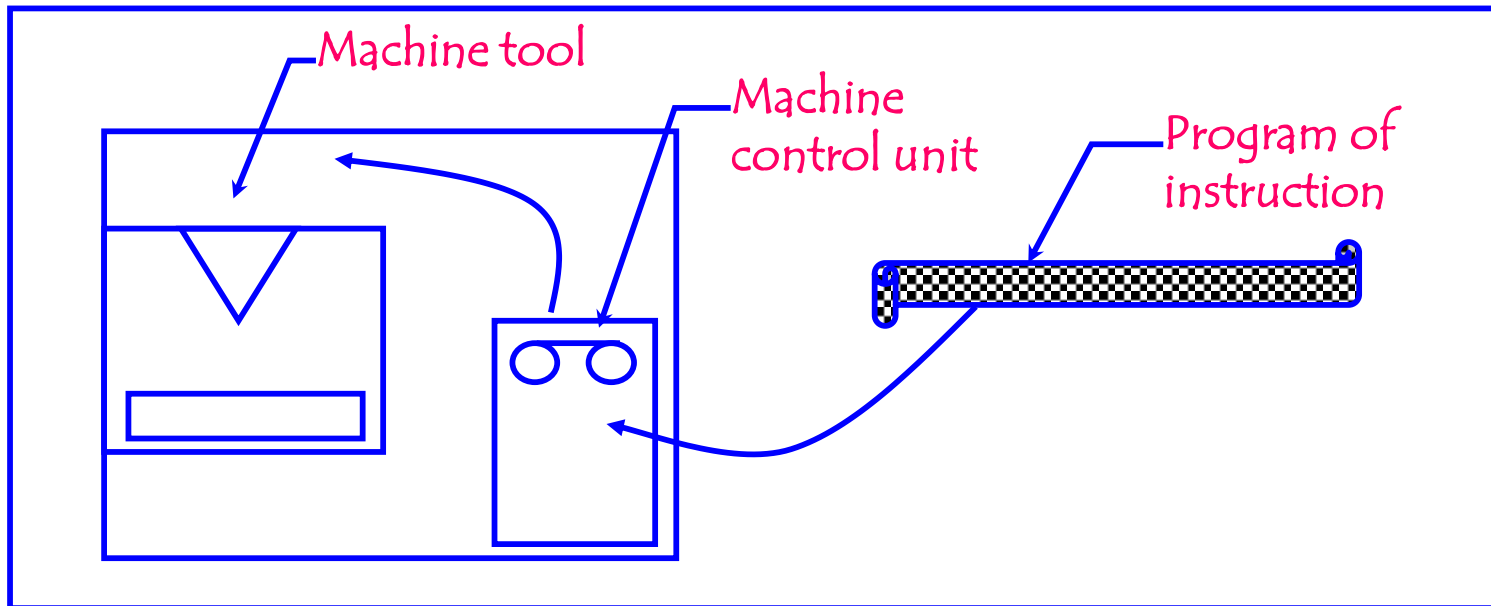 Machine tool
Machine
control unit
Program of
instruction